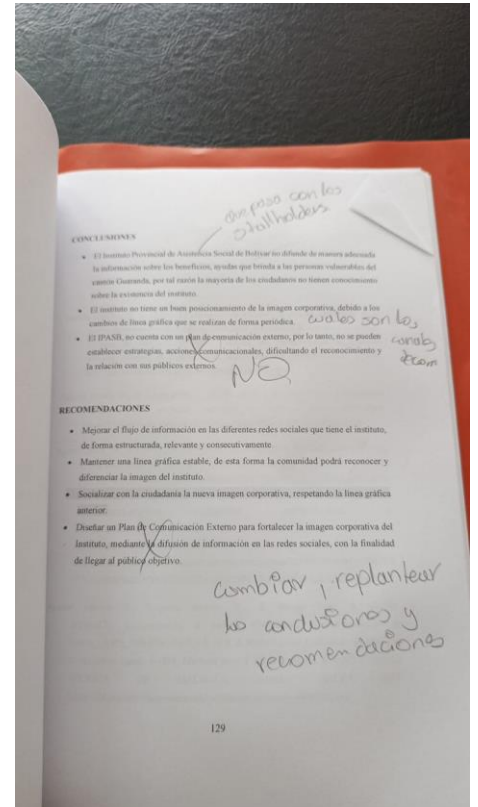 que pasa con los
stakholders
CONCLUSIONES
• El Instituto Provincial de Asistencia Social de Bolívar no difunde de manera adecuada
la información sobre los beneficios, ayudas que brinda a las personas vulnerables del
cantón Guaranda, por tal razón la mayoría de los ciudadanos no tienen conocimiento
sobre la existencia del instituto.
• El instituto no tiene un buen posicionamiento de la imagen corporativa, debido a los
cambios de línea gráfica que se realizan de forma periódica.
cuales son los
canales
decom
• El IPASB, no cuenta con un plan de comunicación externo, por lo tanto, no se pueden
establecer estrategias, acciones comunicacionales, dificultando el reconocimiento y
la relación con sus públicos externos.
NO
RECOMENDACIONES
• Mejorar el flujo de información en las diferentes redes sociales que tiene el instituto,
de forma estructurada, relevante y consecutivamente.
• Mantener una línea gráfica estable, de esta forma la comunidad podrá reconocer y
diferenciar la imagen del instituto.
• Socializar con la ciudadanía la nueva imagen corporativa, respetando la línea gráfica
anterior.
• Diseñar un Plan de Comunicación Externo para fortalecer la imagen corporativa del
Instituto, mediante la difusión de información en las redes sociales, con la finalidad
de llegar al público objetivo.
cambiar, replantear
las conclusiones y
recomendaciones
129